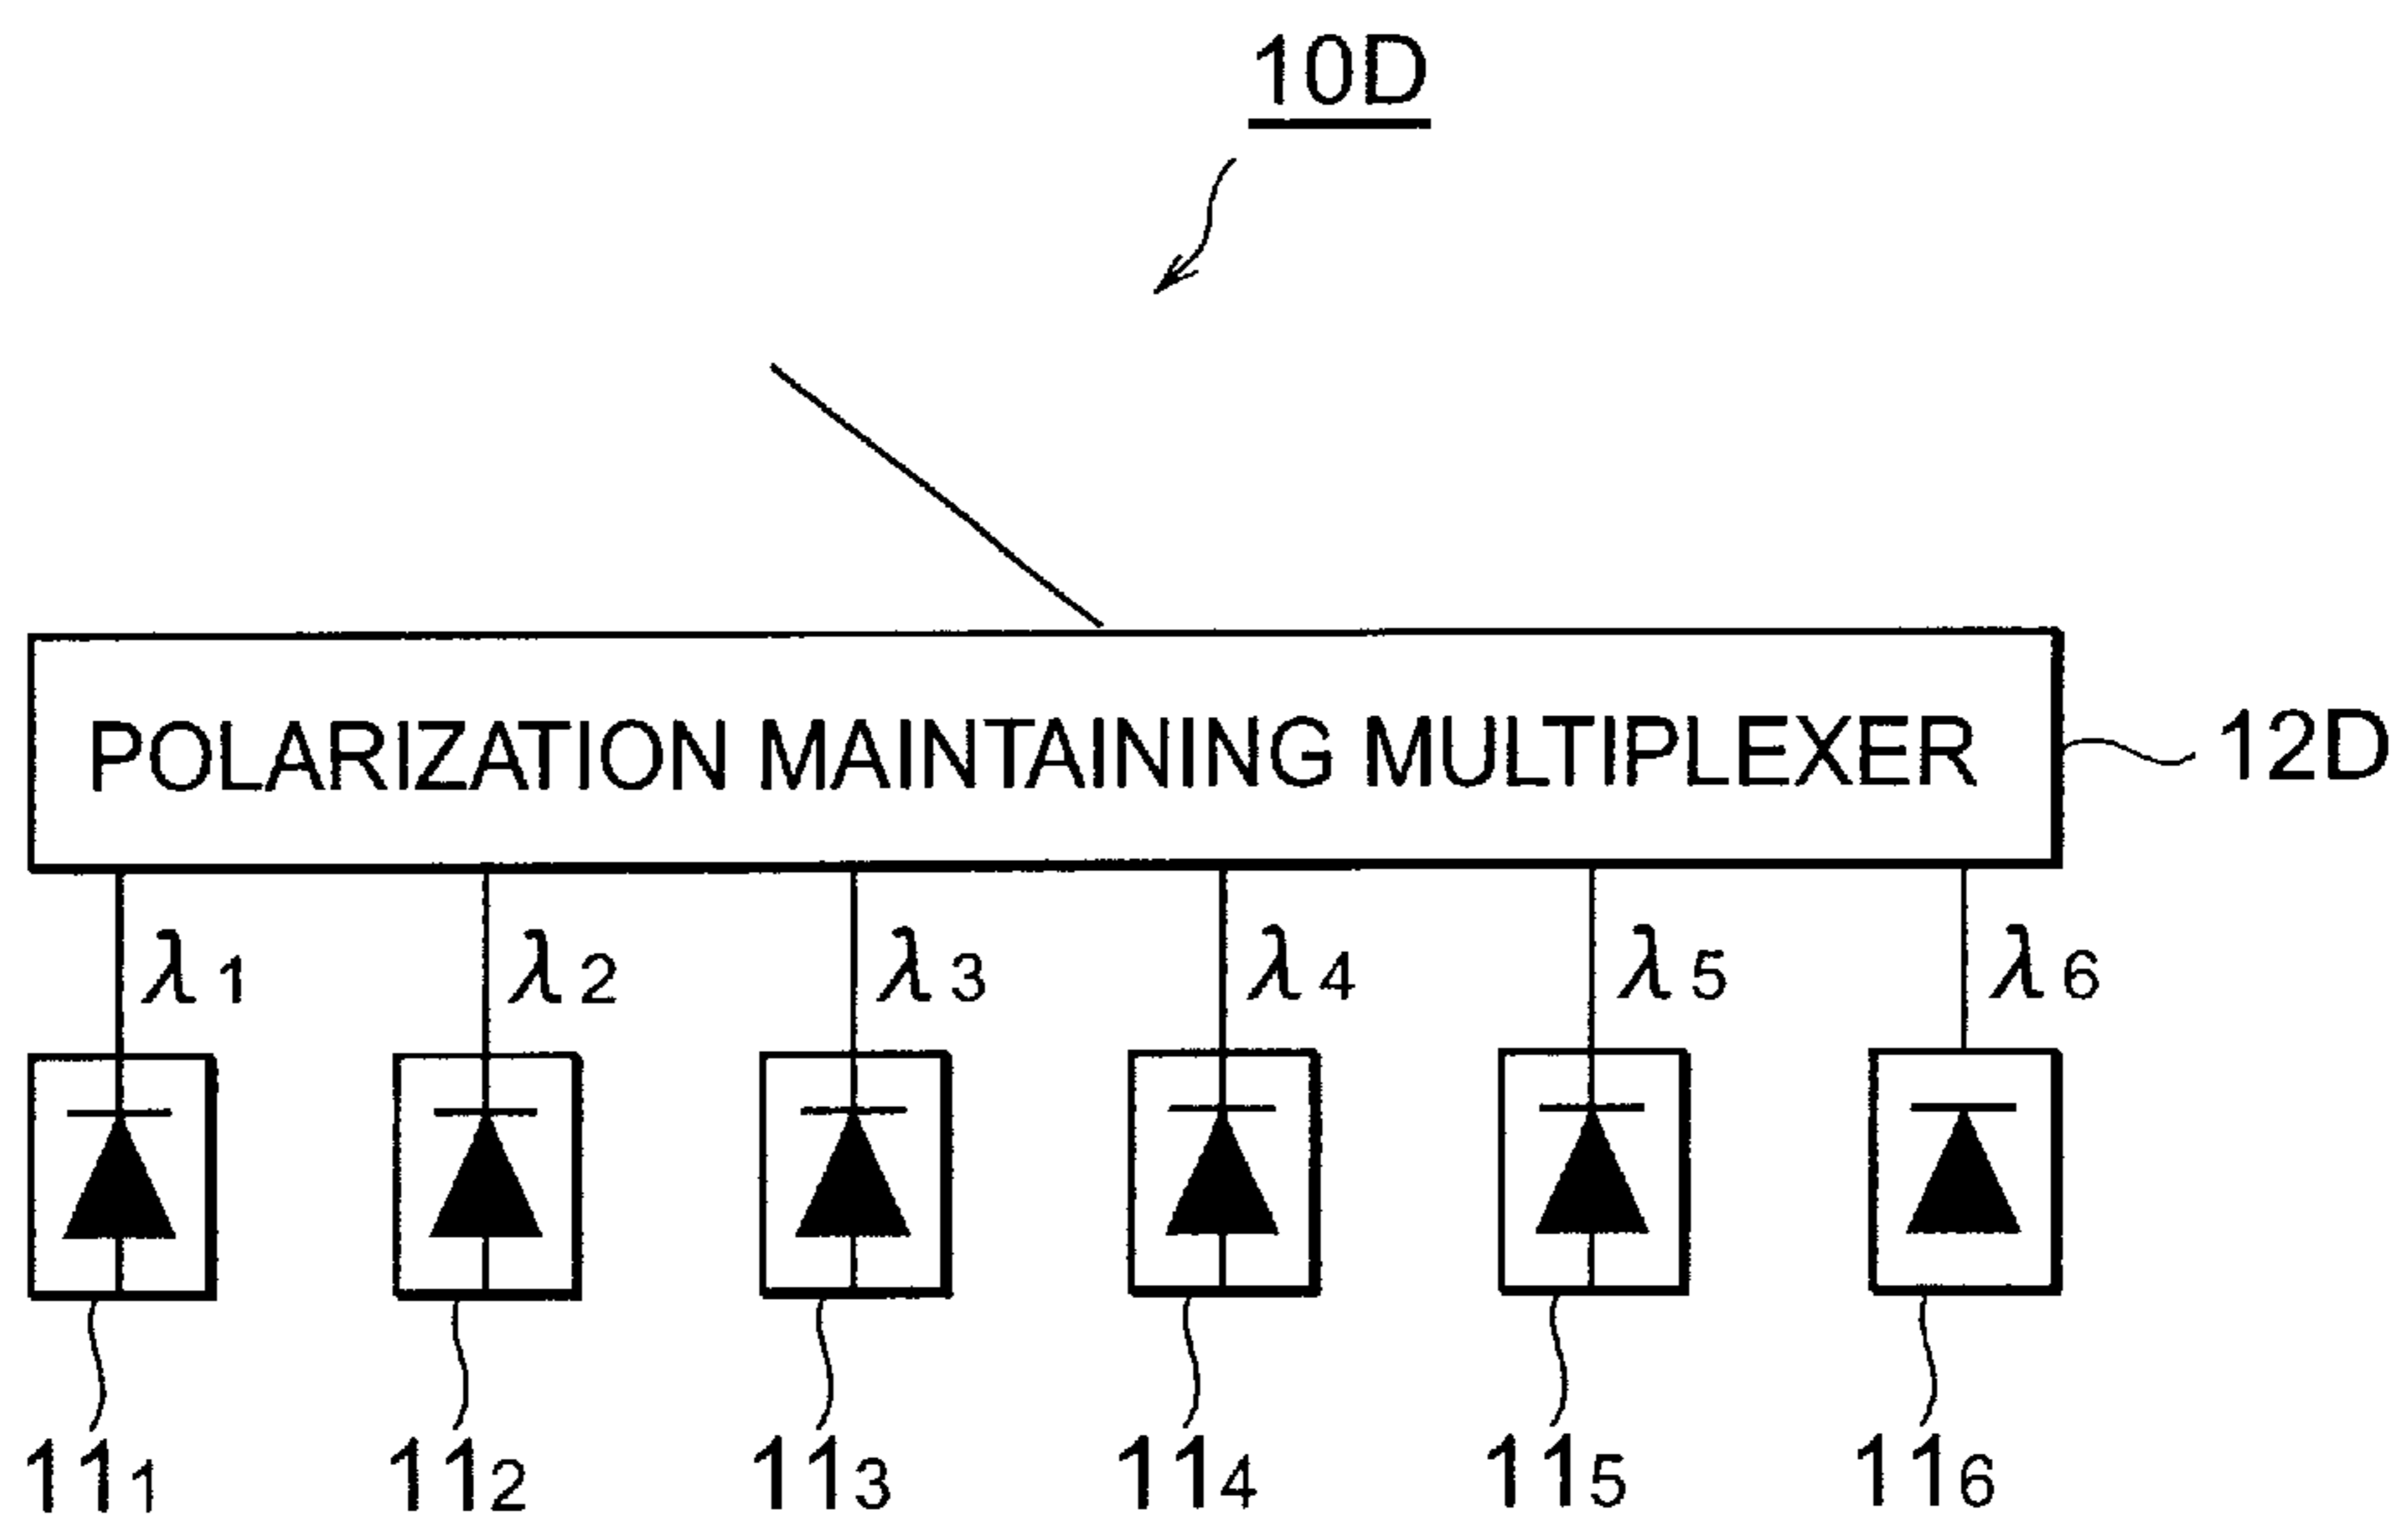 10D
POLARIZATION MAINTAINING MULTIPLEXER 12D
λ1 λ2 λ3 λ4 λ5 λ6
111 112 113 114 115 116